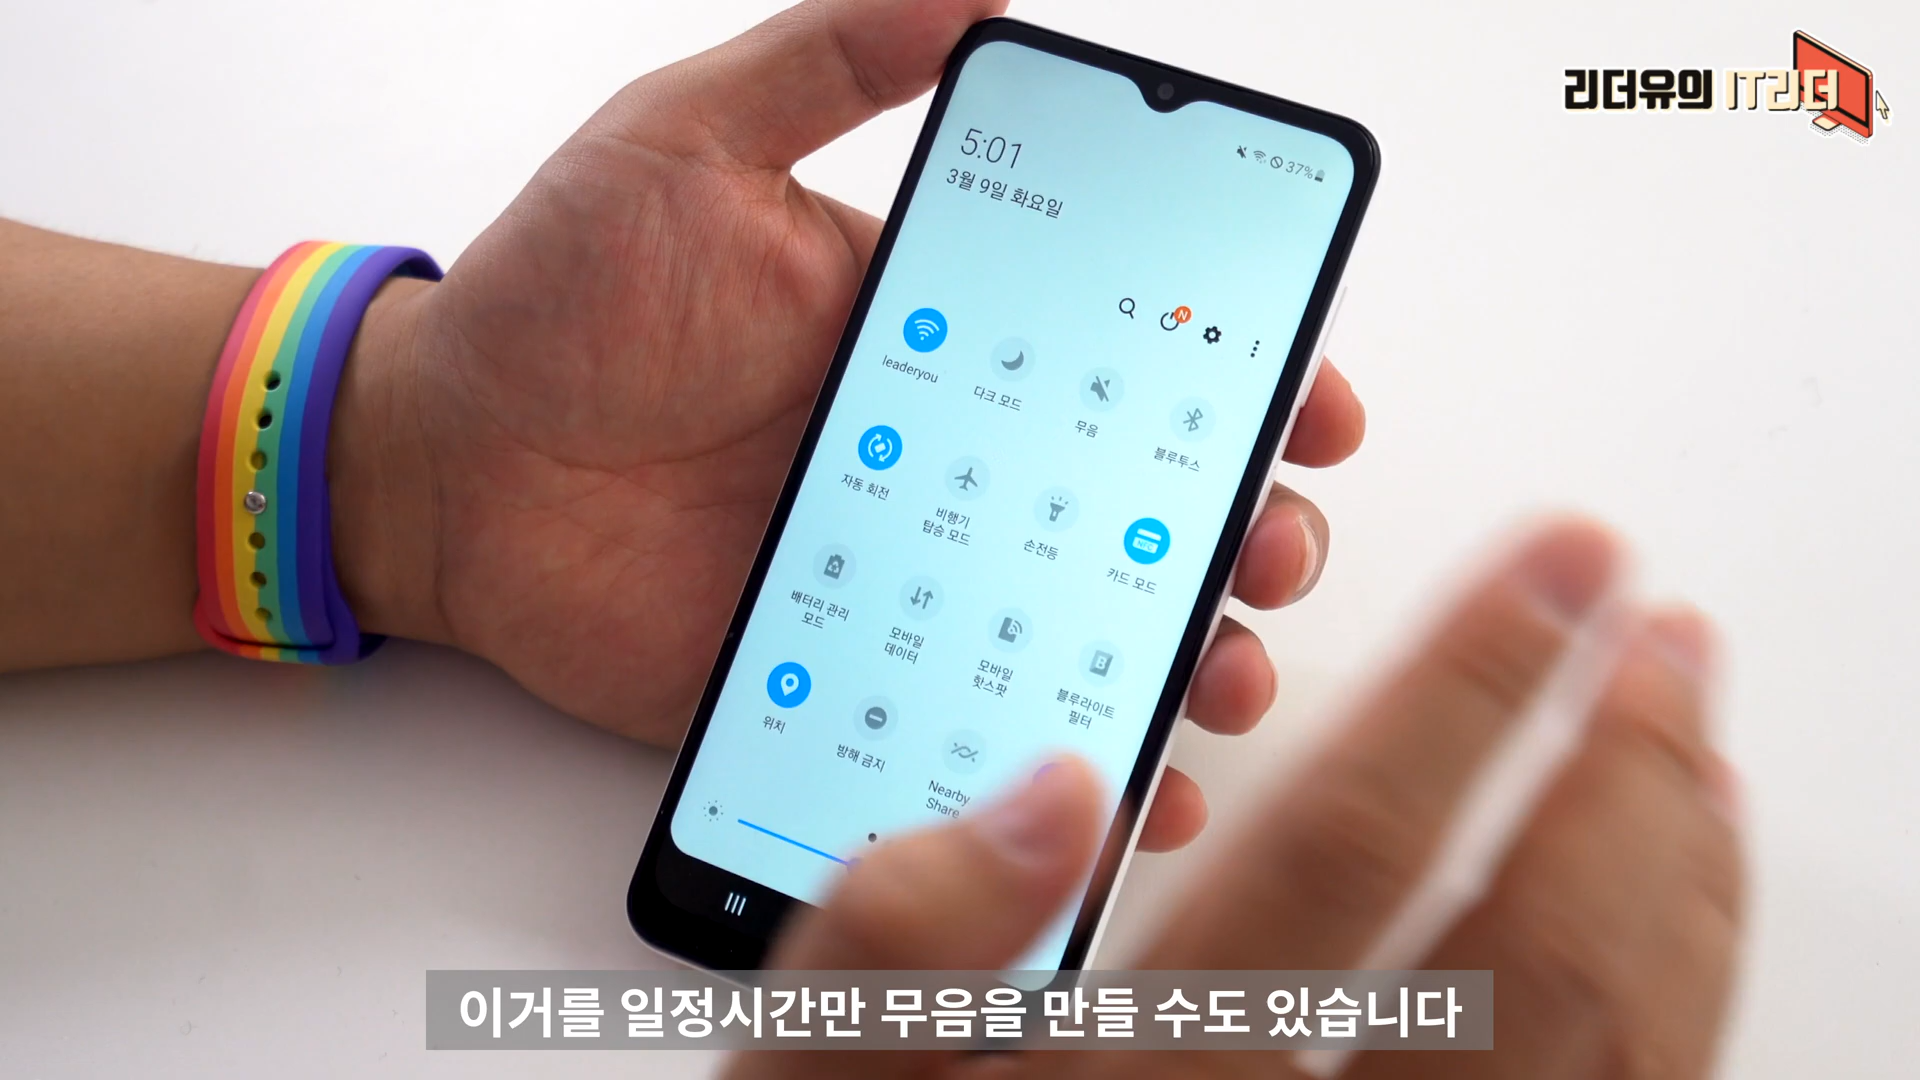 리더유의 IT리더
5:01
37%
3월 9일 화요일
N
leaderyou
다크 모드
무음
블루투스
자동 회전
비행기
탑승 모드
손전등
NFC
카드 모드
배터리 관리
모드
모바일
데이터
모바일
핫스팟
B
블루라이트
필터
위치
방해 금지
Nearby
Share
이거를 일정시간만 무음을 만들 수도 있습니다